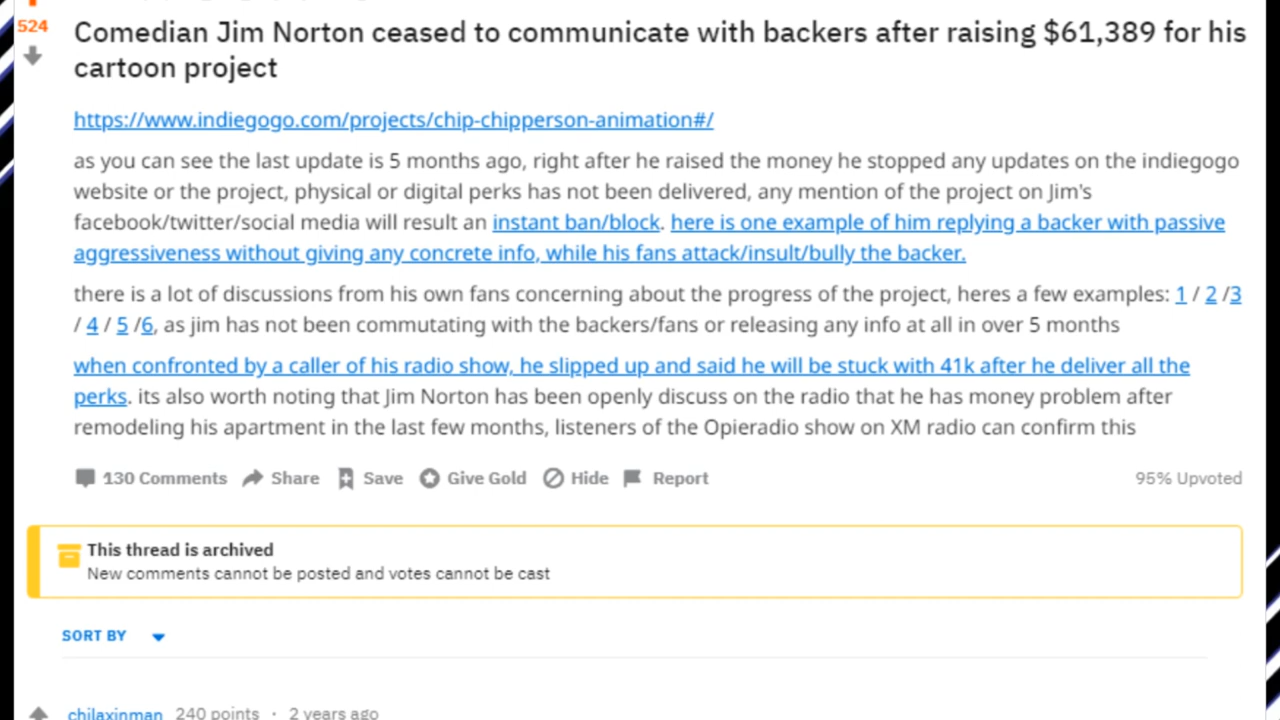 524
Comedian Jim Norton ceased to communicate with backers after raising $61,389 for his
cartoon project
https://www.indiegogo.com/projects/chip-chipperson-animation#/
as you can see the last update is 5 months ago, right after he raised the money he stopped any updates on the indiegogo
website or the project, physical or digital perks has not been delivered, any mention of the project on Jim's
facebook/twitter/social media will result an instant ban/block. here is one example of him replying a backer with passive
aggressiveness without giving any concrete info, while his fans attack/insult/bully the backer.
there is a lot of discussions from his own fans concerning about the progress of the project, heres a few examples: 1 / 2 /3
/ 4 / 5 /6, as jim has not been commutating with the backers/fans or releasing any info at all in over 5 months
when confronted by a caller of his radio show, he slipped up and said he will be stuck with 41k after he deliver all the
perks. its also worth noting that Jim Norton has been openly discuss on the radio that he has money problem after
remodeling his apartment in the last few months, listeners of the Opieradio show on XM radio can confirm this
130 Comments Share Save Give Gold Hide Report 95% Upvoted
This thread is archived
New comments cannot be posted and votes cannot be cast
SORT BY
chilaxinman 240 points · 2 years ago